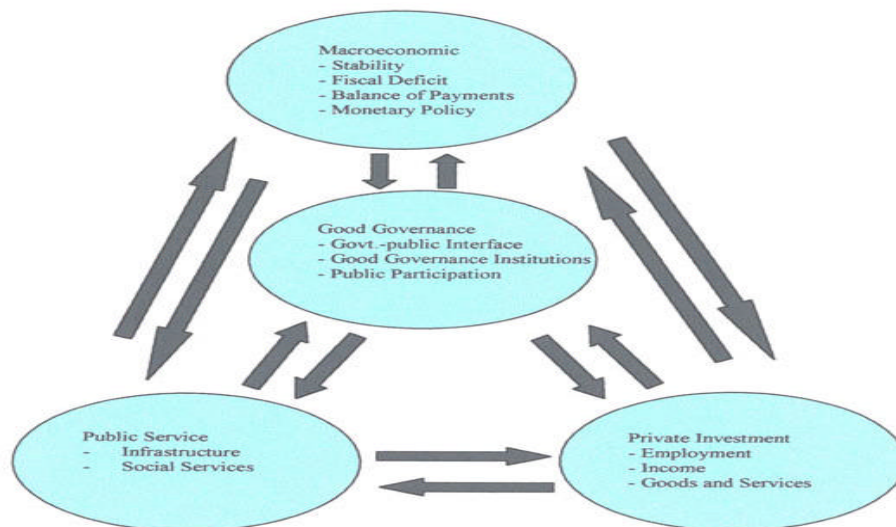 Macroeconomic
- Stability
- Fiscal Deficit
- Balance of Payments
- Monetary Policy
Good Governance
- Govt.-public Interface
- Good Governance Institutions
- Public Participation
Public Service
- Infrastructure
- Social Services
Private Investment
- Employment
- Income
- Goods and Services